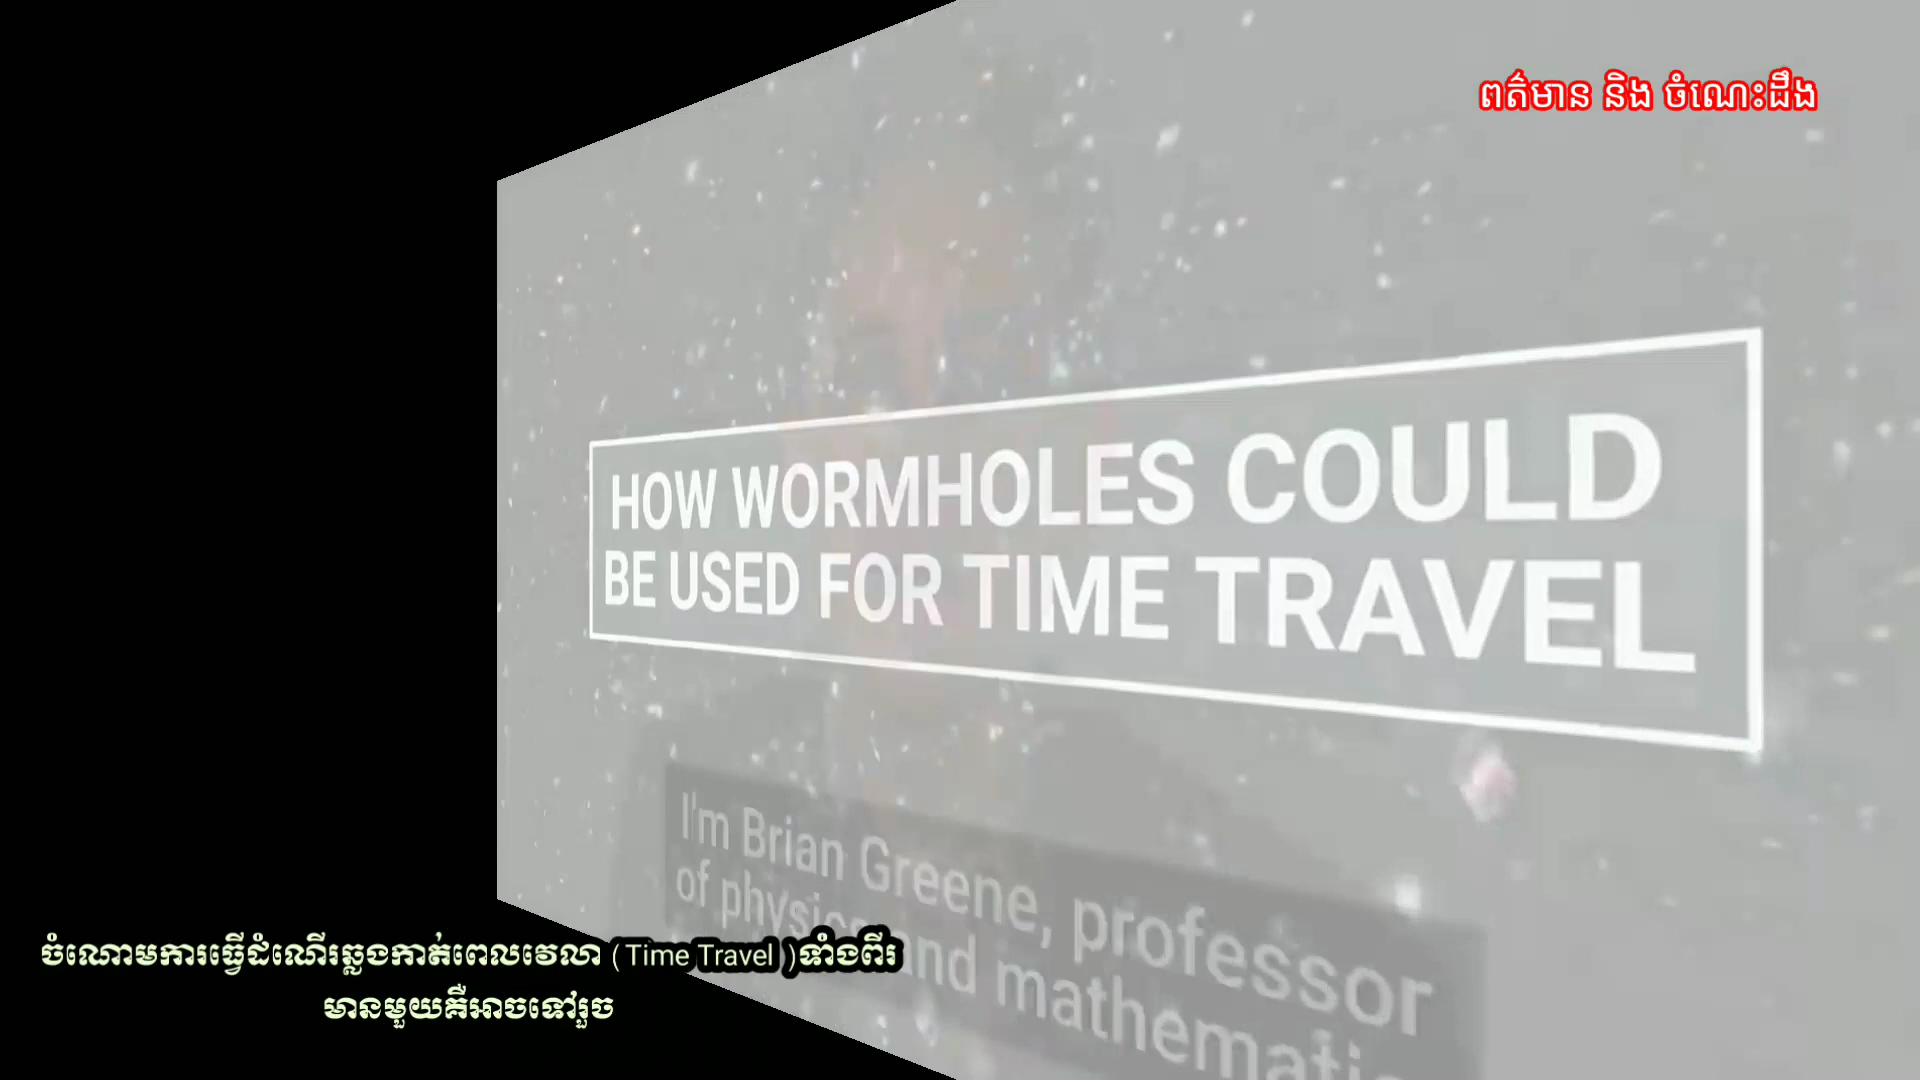 ពត៌មាន និង ចំណេះដឹង
HOW WORMHOLES COULD
BE USED FOR TIME TRAVEL
I'm Brian Greene, professor
of physics and
ចំណោមការធ្វើដំណើរឆ្លងកាត់ពេលវេលា (Time Travel )ទាំងពីរ
មានមួយគឺអាចទៅរួច